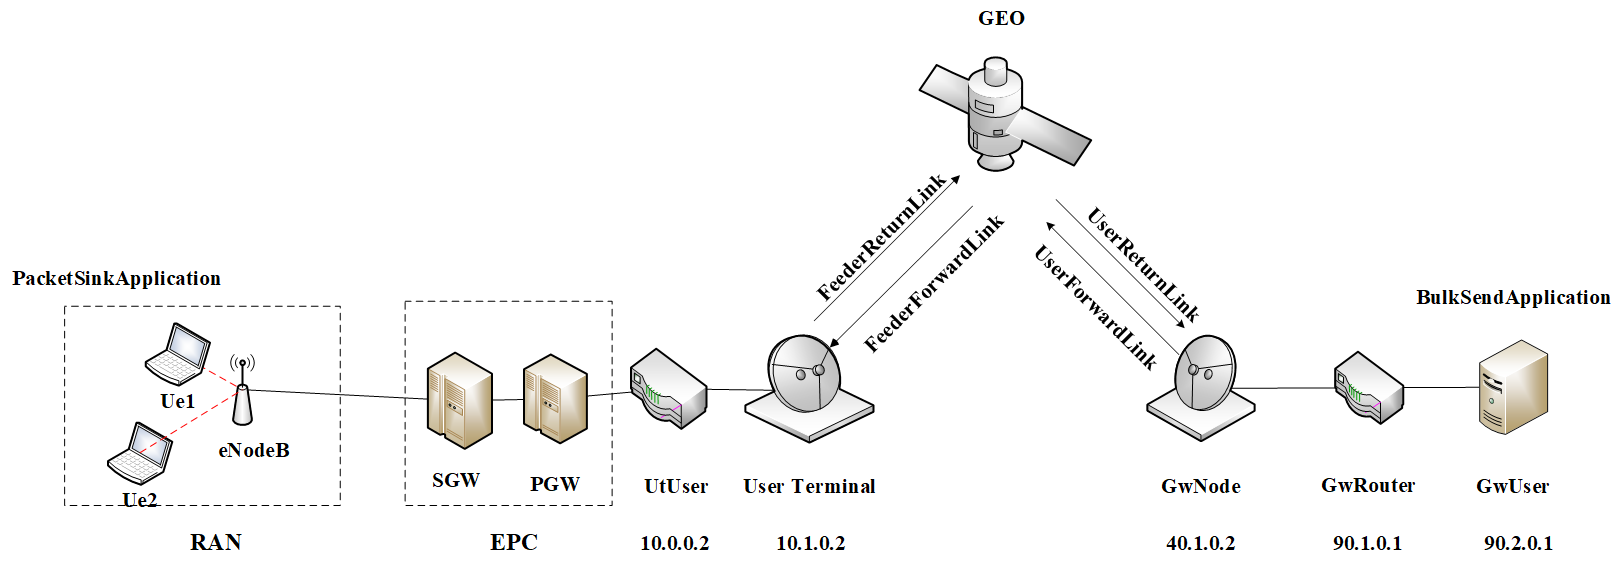 GEO
FeederReturnLink
FeederForwardLink
UserReturnLink
UserForwardLink
PacketSinkApplication
BulkSendApplication
Ue1
eNodeB
Ue2
SGW
PGW
UtUser
User Terminal
GwNode
GwRouter
GwUser
RAN
EPC
10.0.0.2
10.1.0.2
40.1.0.2
90.1.0.1
90.2.0.1